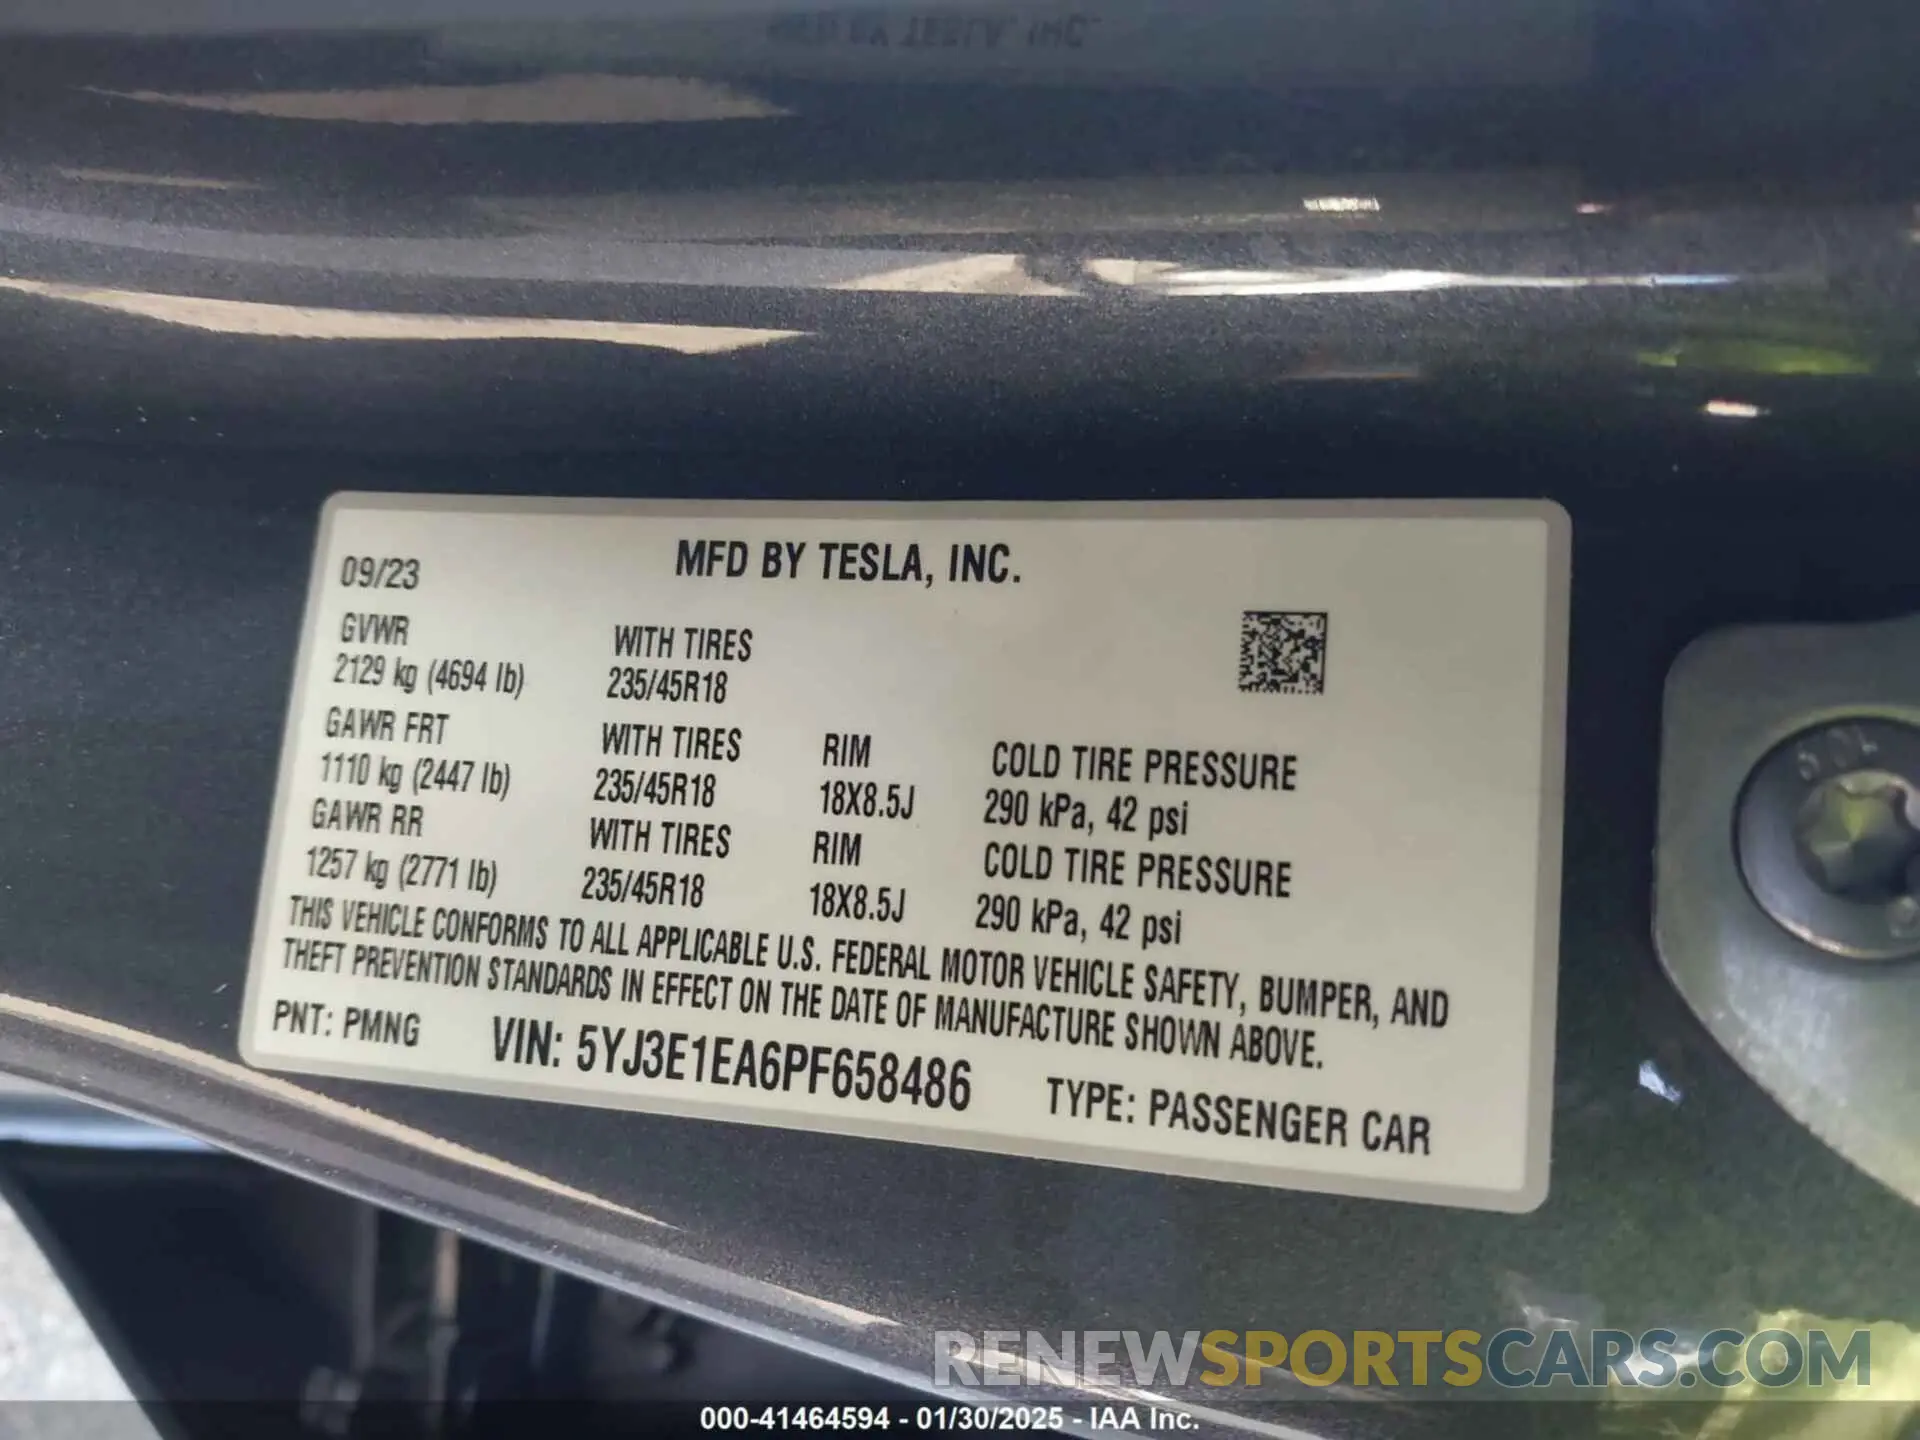 MFD BY TESLA, INC.
MFD BY TESLA, INC.
09/23
GVWR WITH TIRES
2129 kg (4694 lb) 235/45R18
GAWR FRT WITH TIRES RIM COLD TIRE PRESSURE
1110 kg (2447 lb) 235/45R18 18X8.5J 290 kPa, 42 psi
GAWR RR WITH TIRES RIM COLD TIRE PRESSURE
1257 kg (2771 lb) 235/45R18 18X8.5J 290 kPa, 42 psi
THIS VEHICLE CONFORMS TO ALL APPLICABLE U.S. FEDERAL MOTOR VEHICLE SAFETY, BUMPER, AND
THEFT PREVENTION STANDARDS IN EFFECT ON THE DATE OF MANUFACTURE SHOWN ABOVE.
PNT: PMNG VIN: 5YJ3E1EA6PF658486 TYPE: PASSENGER CAR
RENEWSPORTSCARS.COM
000-41464594 - 01/30/2025 - IAA Inc.